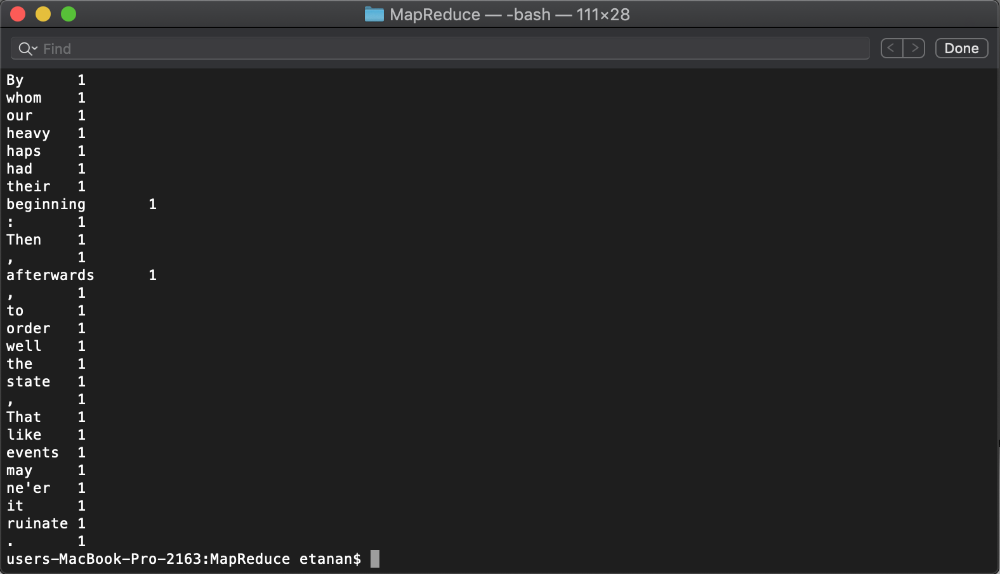 MapReduce — -bash — 111×28
Find
Done
By 1
whom 1
our 1
heavy 1
haps 1
had 1
their 1
beginning 1
: 1
Then 1
, 1
afterwards 1
, 1
to 1
order 1
well 1
the 1
state 1
, 1
That 1
like 1
events 1
may 1
ne'er 1
it 1
ruinate 1
. 1
users-MacBook-Pro-2163:MapReduce etanan$